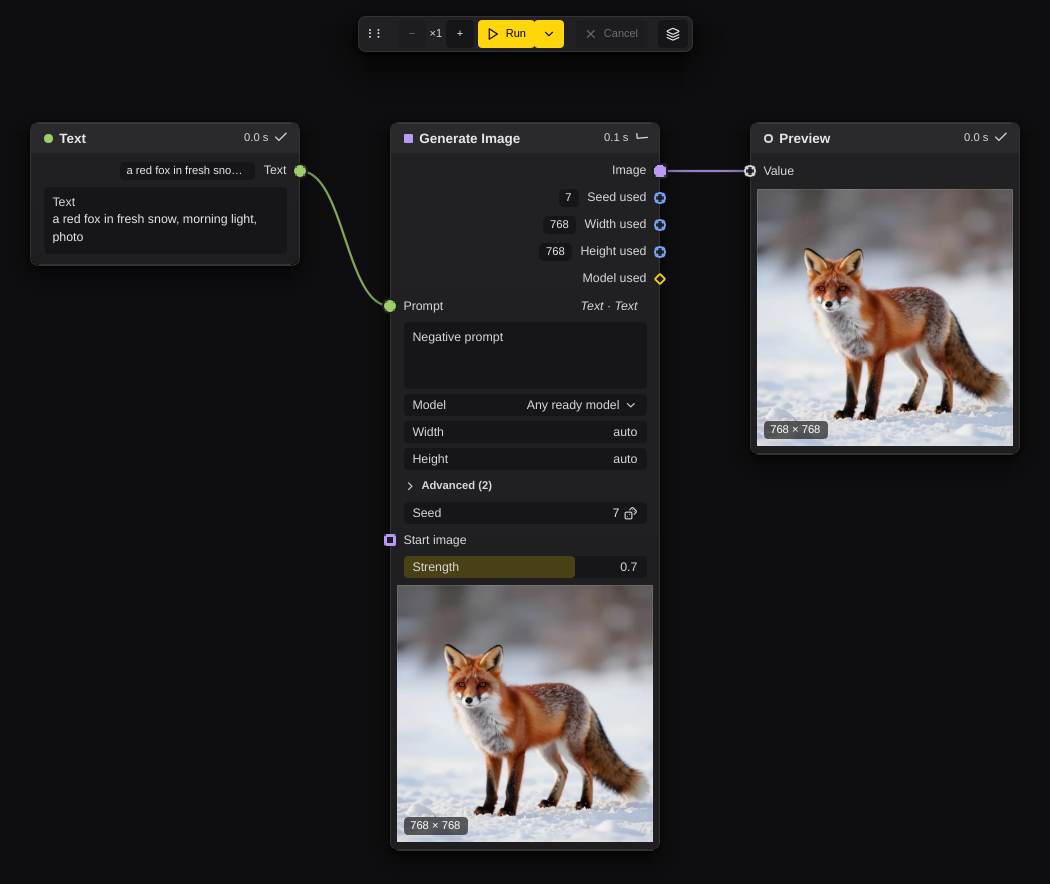 ×1
Run
Cancel
Text
0.0 s
a red fox in fresh sno…
Text
Text
a red fox in fresh snow, morning light,
photo
Generate Image
0.1 s
Image
7
Seed used
768
Width used
768
Height used
Model used
Prompt
Text · Text
Negative prompt
Model
Any ready model
Width
auto
Height
auto
Advanced (2)
Seed
7
Start image
Strength
0.7
768 × 768
Preview
0.0 s
Value
768 × 768